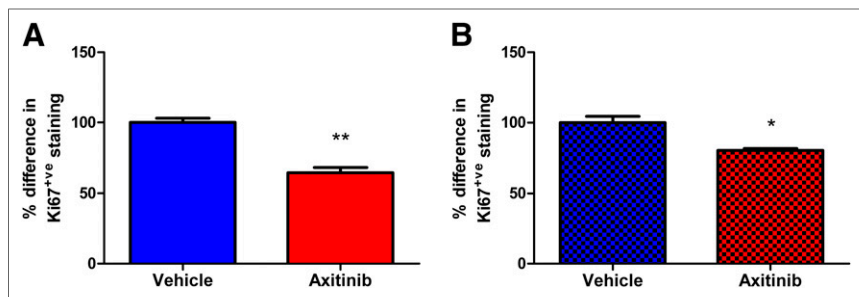 A
% difference in
Ki67+ve staining
150
100
50
0
**
Vehicle
Axitinib
B
% difference in
Ki67+ve staining
150
100
50
0
*
Vehicle
Axitinib